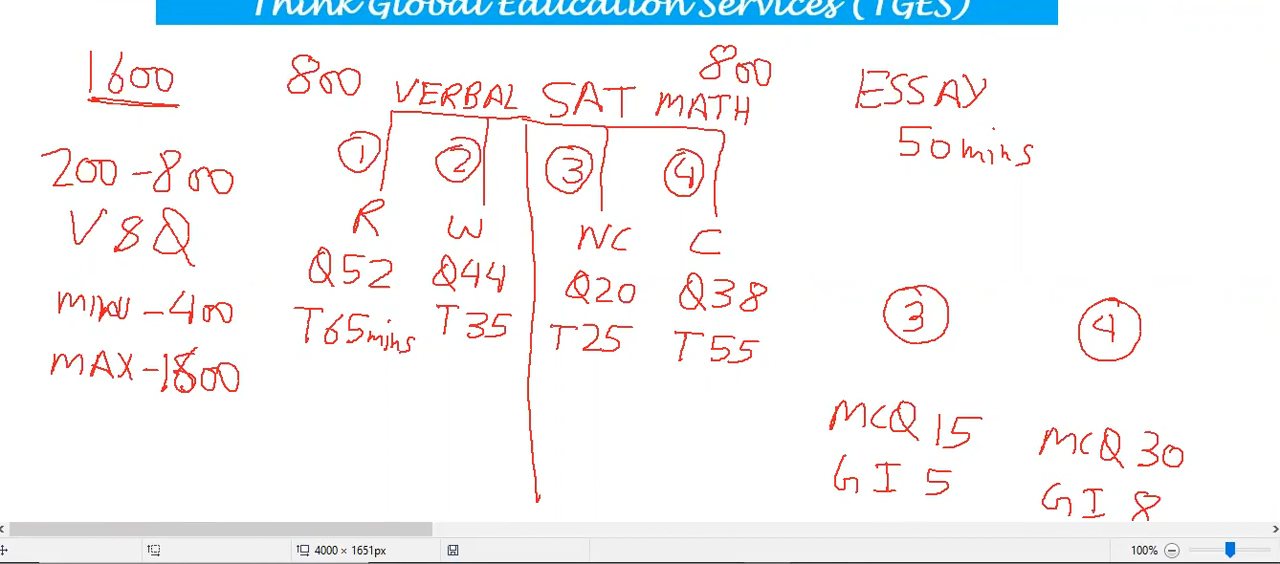 Think Global Education Services (TGES)
1600
800
800
VERBAL SAT MATH
ESSAY
50 mins
200 - 800
V & Q
MIN - 400
MAX - 1600
1 2 3 4
R W NC C
Q52 Q44 Q20 Q38
T65 mins T35 T25 T55
3 4
MCQ 15 MCQ 30
GI 5 GI 8
4000 × 1651px
100%